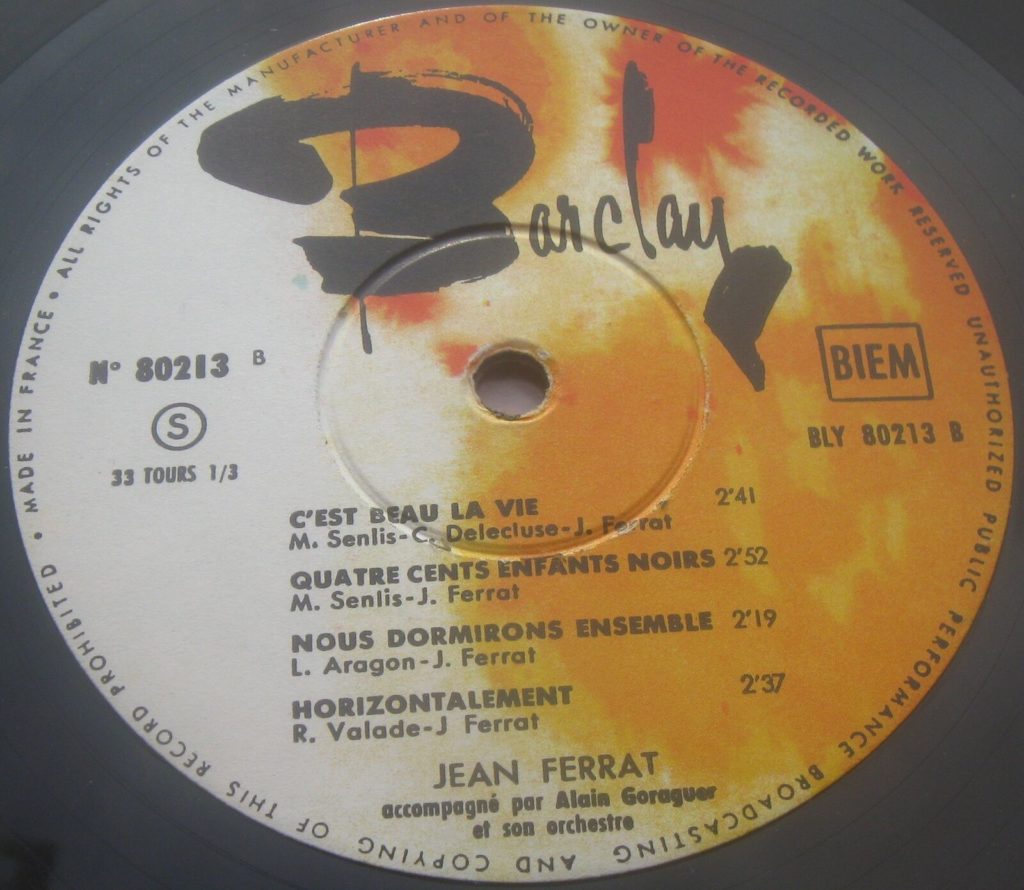 MADE IN FRANCE • ALL RIGHTS OF THE MANUFACTURER AND OF THE OWNER OF THE RECORDED WORK RESERVED UNAUTHORIZED PUBLIC PERFORMANCE BROADCASTING AND COPYING OF THIS RECORD PROHIBITED •
Barclay
N° 80213 B
S
33 TOURS 1/3
BIEM
BLY 80213 B
C'EST BEAU LA VIE 2'41
M. Senlis-C. Delecluse-J. Ferrat
QUATRE CENTS ENFANTS NOIRS 2'52
M. Senlis-J. Ferrat
NOUS DORMIRONS ENSEMBLE 2'19
L. Aragon-J. Ferrat
HORIZONTALEMENT 2'37
R. Valade-J Ferrat
JEAN FERRAT
accompagné par Alain Goraguer
et son orchestre